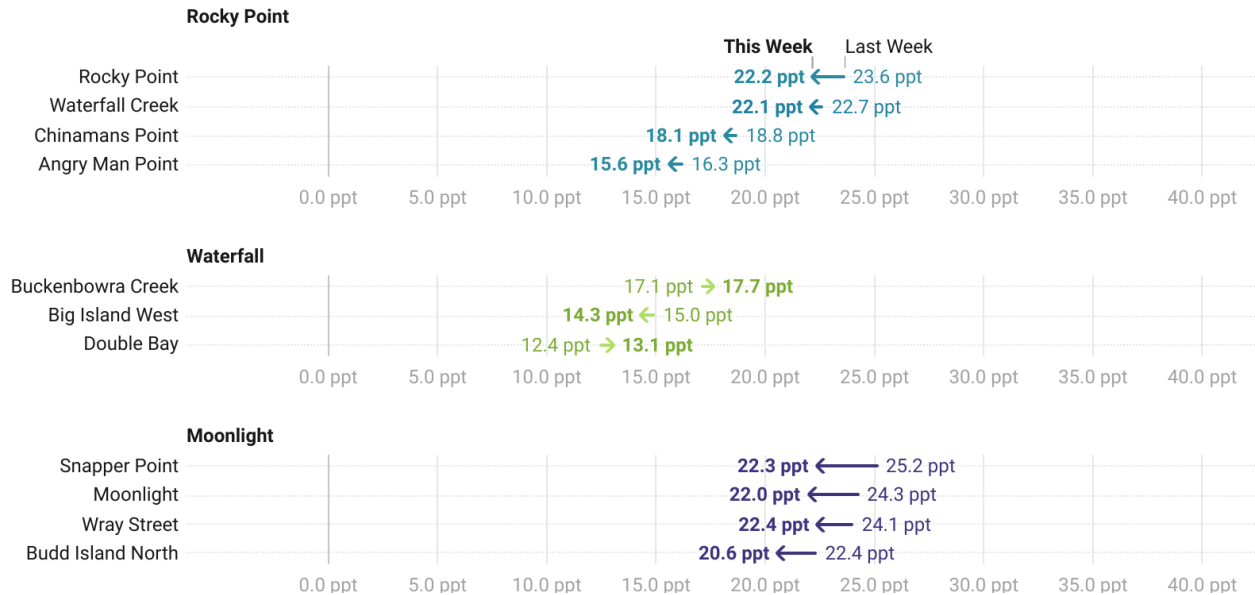 Rocky Point
This Week Last Week
Rocky Point 22.2 ppt 23.6 ppt
Waterfall Creek 22.1 ppt 22.7 ppt
Chinamans Point 18.1 ppt 18.8 ppt
Angry Man Point 15.6 ppt 16.3 ppt
0.0 ppt 5.0 ppt 10.0 ppt 15.0 ppt 20.0 ppt 25.0 ppt 30.0 ppt 35.0 ppt 40.0 ppt
Waterfall
Buckenbowra Creek 17.1 ppt 17.7 ppt
Big Island West 14.3 ppt 15.0 ppt
Double Bay 12.4 ppt 13.1 ppt
0.0 ppt 5.0 ppt 10.0 ppt 15.0 ppt 20.0 ppt 25.0 ppt 30.0 ppt 35.0 ppt 40.0 ppt
Moonlight
Snapper Point 22.3 ppt 25.2 ppt
Moonlight 22.0 ppt 24.3 ppt
Wray Street 22.4 ppt 24.1 ppt
Budd Island North 20.6 ppt 22.4 ppt
0.0 ppt 5.0 ppt 10.0 ppt 15.0 ppt 20.0 ppt 25.0 ppt 30.0 ppt 35.0 ppt 40.0 ppt